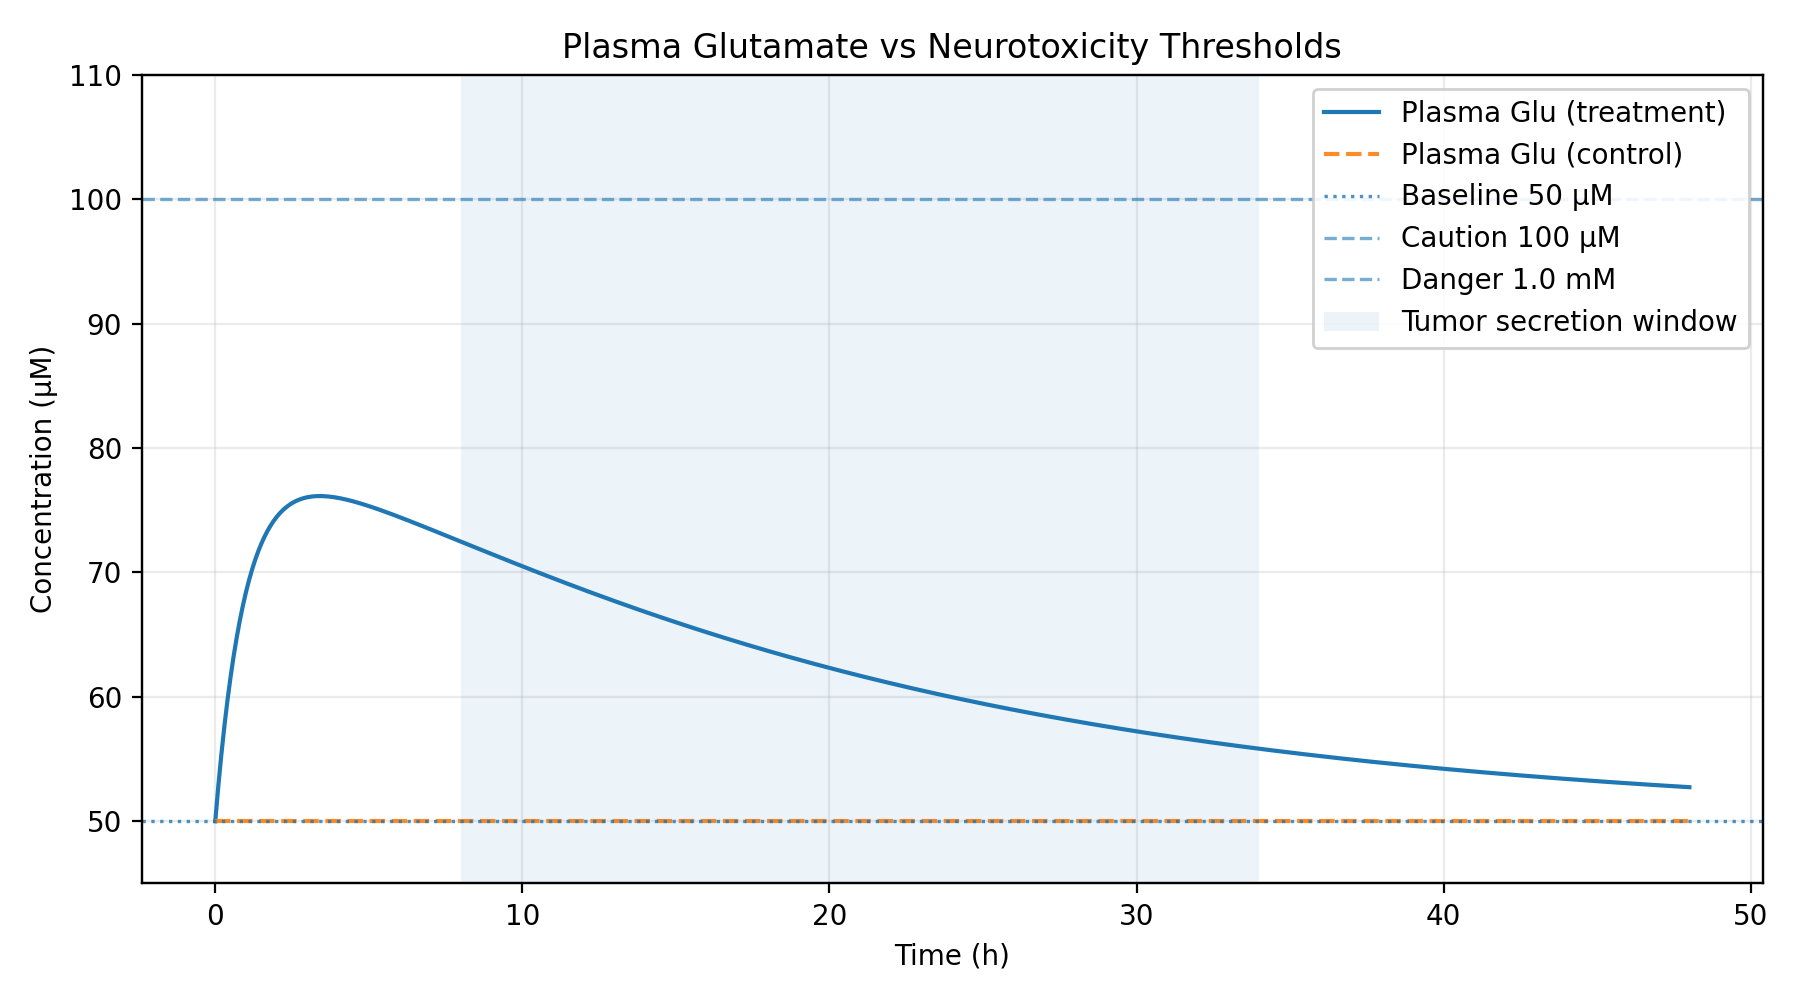 Plasma Glutamate vs Neurotoxicity Thresholds
110
100
90
80
70
60
50
Concentration (µM)
Plasma Glu (treatment)
Plasma Glu (control)
Baseline 50 µM
Caution 100 µM
Danger 1.0 mM
Tumor secretion window
0 10 20 30 40 50
Time (h)